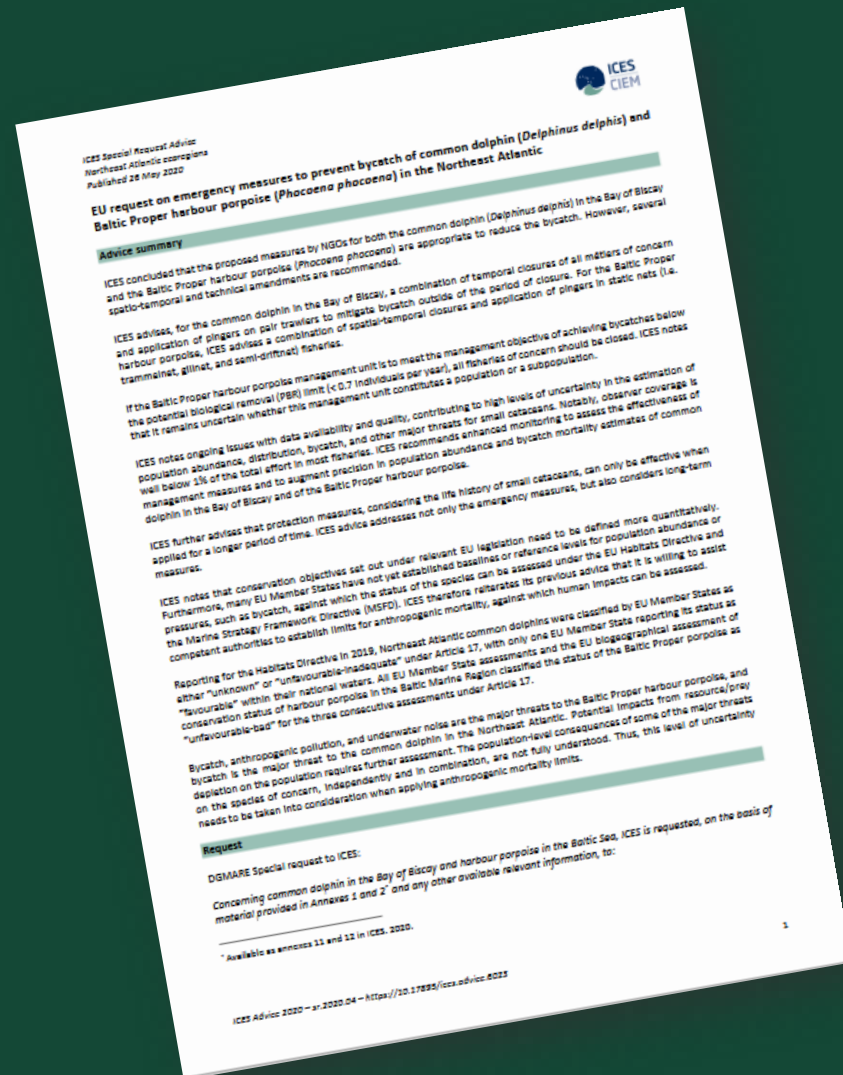 ICES
CIEM
ICES Special Request Advice
Northeast Atlantic ecoregions
Published 26 May 2020
EU request on emergency measures to prevent bycatch of common dolphin (Delphinus delphis) and
Baltic Proper harbour porpoise (Phocoena phocoena) in the Northeast Atlantic
Advice summary
ICES concluded that the proposed measures by NGOs for both the common dolphin (Delphinus delphis) in the Bay of Biscay
and the Baltic Proper harbour porpoise (Phocoena phocoena) are appropriate to reduce the bycatch. However, several
spatio-temporal and technical amendments are recommended.
ICES advises, for the common dolphin in the Bay of Biscay, a combination of temporal closures of all métiers of concern
and application of pingers on pair trawlers to mitigate bycatch outside of the period of closure. For the Baltic Proper
harbour porpoise, ICES advises a combination of spatial-temporal closures and application of pingers in static nets (i.e.
trammelnet, gillnet, and semi-driftnet) fisheries.
If the Baltic Proper harbour porpoise management unit is to meet the management objective of achieving bycatches below
the potential biological removal (PBR) limit (< 0.7 individuals per year), all fisheries of concern should be closed. ICES notes
that it remains uncertain whether this management unit constitutes a population or a subpopulation.
ICES notes ongoing issues with data availability and quality, contributing to high levels of uncertainty in the estimation of
population abundance, distribution, bycatch, and other major threats for small cetaceans. Notably, observer coverage is
well below 1% of the total effort in most fisheries. ICES recommends enhanced monitoring to assess the effectiveness of
management measures and to augment precision in population abundance and bycatch mortality estimates of common
dolphin in the Bay of Biscay and of the Baltic Proper harbour porpoise.
ICES further advises that protection measures, considering the life history of small cetaceans, can only be effective when
applied for a longer period of time. ICES advice addresses not only the emergency measures, but also considers long-term
measures.
ICES notes that conservation objectives set out under relevant EU legislation need to be defined more quantitatively.
Furthermore, many EU Member States have not yet established baselines or reference levels for population abundance or
pressures, such as bycatch, against which the status of the species can be assessed under the EU Habitats Directive and
the Marine Strategy Framework Directive (MSFD). ICES therefore reiterates its previous advice that it is willing to assist
competent authorities to establish limits for anthropogenic mortality, against which human impacts can be assessed.
Reporting for the Habitats Directive in 2019, Northeast Atlantic common dolphins were classified by EU Member States as
either "unknown" or "unfavourable-inadequate" under Article 17, with only one EU Member State reporting its status as
"favourable" within their national waters. All EU Member State assessments and the EU biogeographical assessment of
conservation status of harbour porpoise in the Baltic Marine Region classified the status of the Baltic Proper porpoise as
"unfavourable-bad" for the three consecutive assessments under Article 17.
Bycatch, anthropogenic pollution, and underwater noise are the major threats to the Baltic Proper harbour porpoise, and
bycatch is the major threat to the common dolphin in the Northeast Atlantic. Potential impacts from resource/prey
depletion on the population requires further assessment. The population-level consequences of some of the major threats
on the species of concern, independently and in combination, are not fully understood. Thus, this level of uncertainty
needs to be taken into consideration when applying anthropogenic mortality limits.
Request
DGMARE Special request to ICES:
Concerning common dolphin in the Bay of Biscay and harbour porpoise in the Baltic Sea, ICES is requested, on the basis of
material provided in Annexes 1 and 2* and any other available relevant information, to:
* Available as annexes 11 and 12 in ICES. 2020.
ICES Advice 2020 – sr.2020.04 – https://10.17895/ices.advice.6023
1